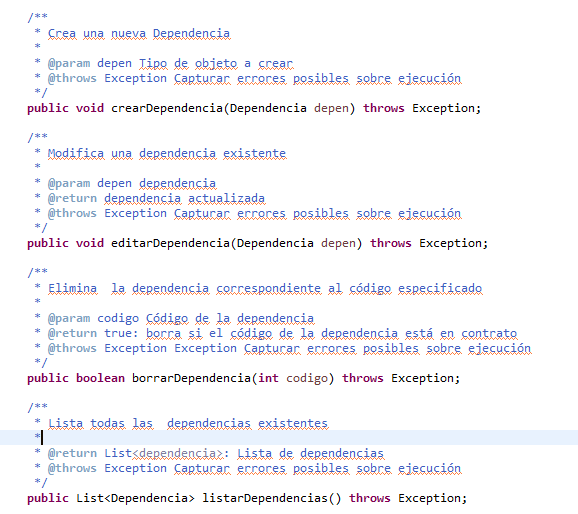 /**
 * Crea una nueva Dependencia
 *
 * @param depen Tipo de objeto a crear
 * @throws Exception Capturar errores posibles sobre ejecución
 */
public void crearDependencia(Dependencia depen) throws Exception;
/**
 * Modifica una dependencia existente
 *
 * @param depen dependencia
 * @return dependencia actualizada
 * @throws Exception Capturar errores posibles sobre ejecución
 */
public void editarDependencia(Dependencia depen) throws Exception;
/**
 * Elimina  la dependencia correspondiente al código especificado
 *
 * @param codigo Código de la dependencia
 * @return true: borra si el código de la dependencia está en contrato
 * @throws Exception Exception Capturar errores posibles sobre ejecución
 */
public boolean borrarDependencia(int codigo) throws Exception;
/**
 * Lista todas las  dependencias existentes
 *
 * @return List<dependencia>: Lista de dependencias
 * @throws Exception Capturar errores posibles sobre ejecución
 */
public List<Dependencia> listarDependencias() throws Exception;